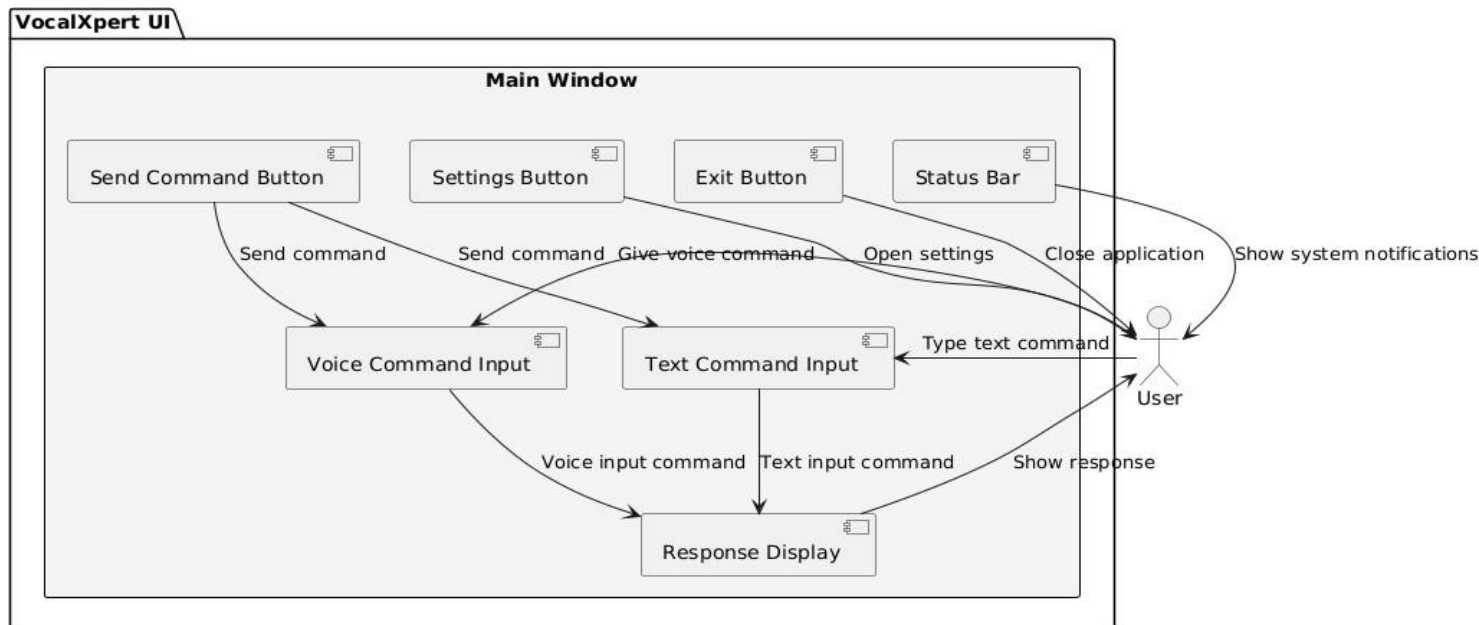 VocalXpert UI
Main Window
Send Command Button
Settings Button
Exit Button
Status Bar
Send command
Send command
Give voice command
Open settings
Close application
Show system notifications
Voice Command Input
Text Command Input
Type text command
User
Voice input command
Text input command
Show response
Response Display